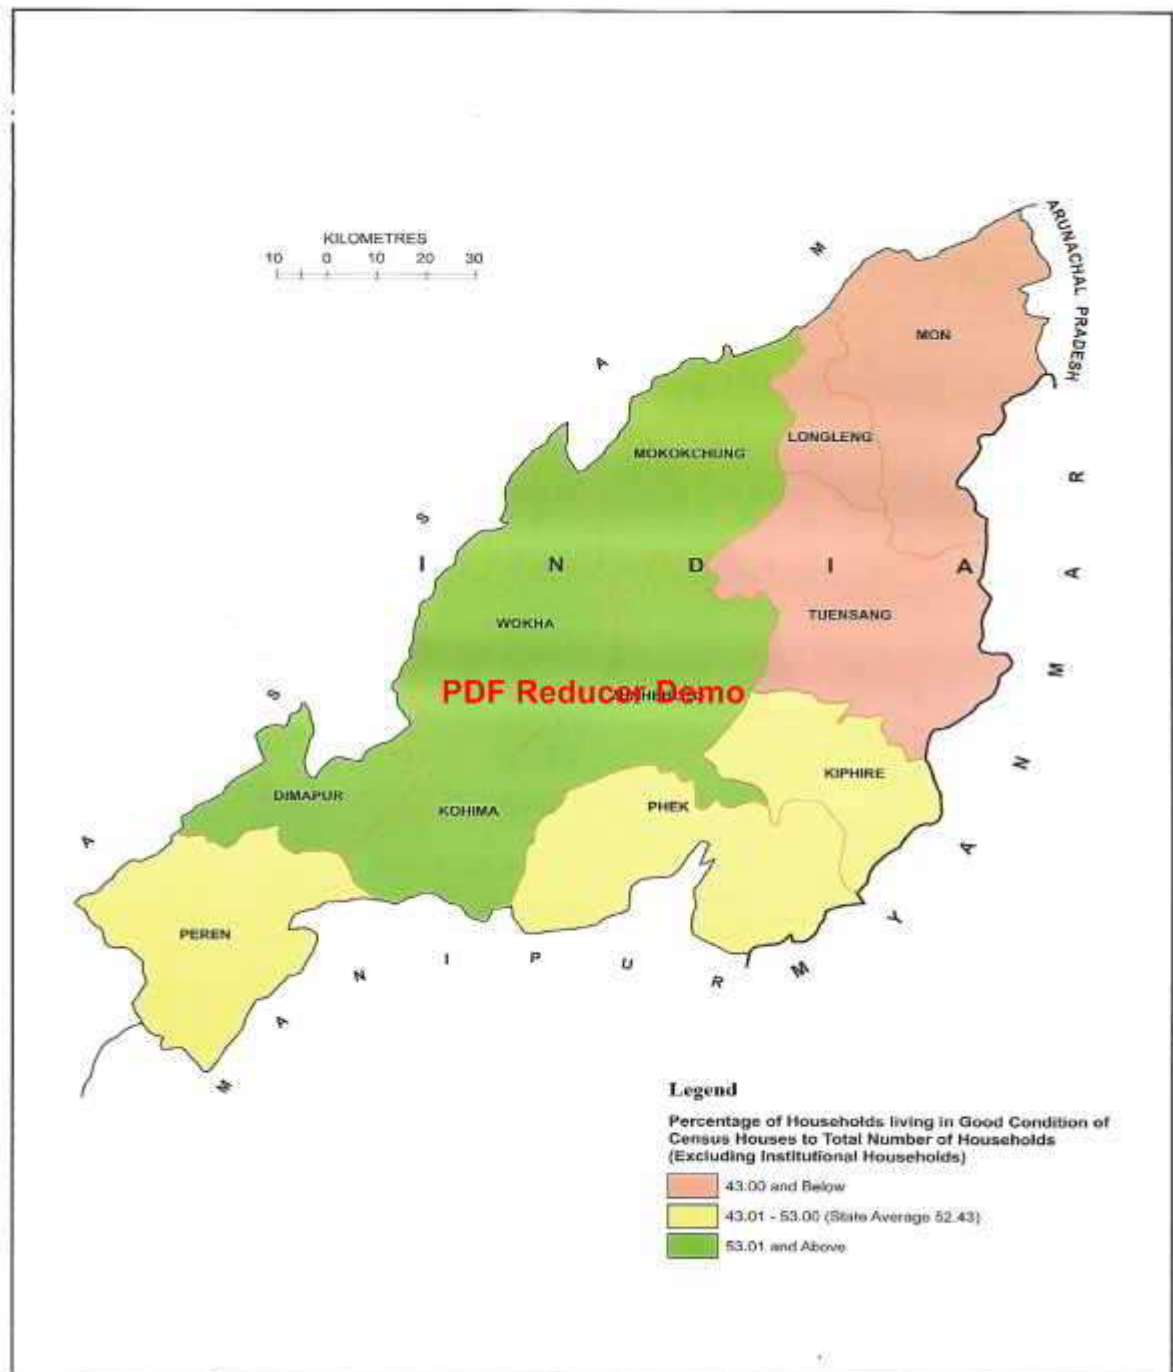 KILOMETRES
10 0 10 20 30
ARUNACHAL PRADESH
MON
LONGLENG
MOKOKCHUNG
A S S A M
I N D I A
TUENSANG
WOKHA
PDF Reducer Demo
KIPHIRE
DIMAPUR
KOHIMA
PHEK
PEREN
M A N I P U R
M Y A N M A R
Legend
Percentage of Households living in Good Condition of
Census Houses to Total Number of Households
(Excluding Institutional Households)
43.00 and Below
43.01 - 53.00 (State Average 52.43)
53.01 and Above